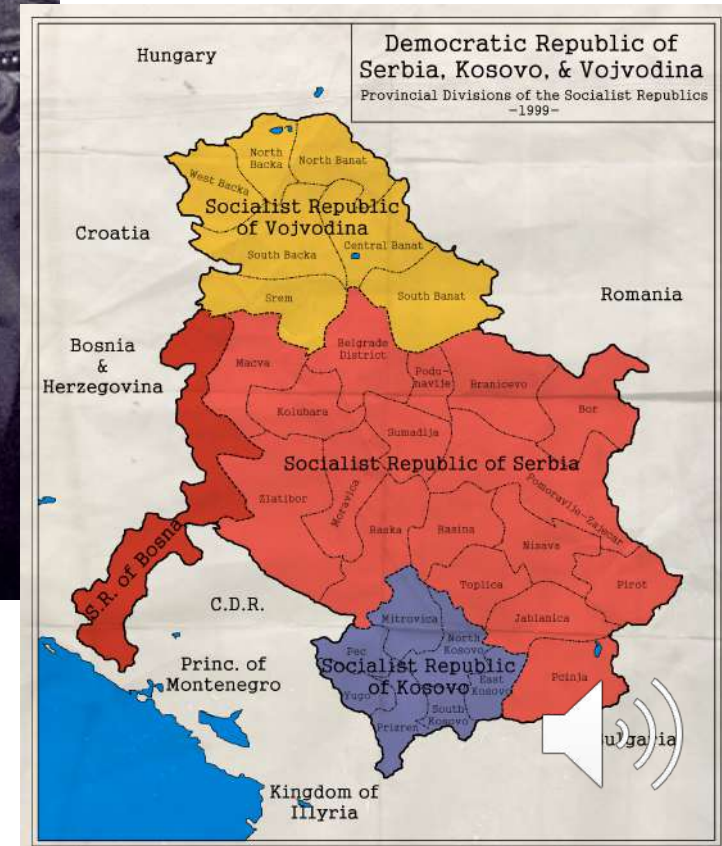 Hungary
Democratic Republic of
Serbia, Kosovo, & Vojvodina
Provincial Divisions of the Socialist Republics
-1999-
North
Backa
North Banat
West Backa
Socialist Republic
of Vojvodina
Croatia
Central Banat
South Backa
Srem
South Banat
Romania
Bosnia
&
Herzegovina
Macva
Belgrade
District
Podu-
navije
Branicevo
Bor
Kolubara
Sumadija
Socialist Republic of Serbia
Zlatibor
Moravica
Pomoravije-Zajecar
Raska
Rasina
Nisava
S.R. of Bosna
Toplica
Pirot
C.D.R.
Mitrovica
Jablanica
North
Kosovo
Pec
Princ. of
Montenegro
Socialist Republic
of Kosovo
East
Kosovo
Pcinja
Yugo
South
Kosovo
Prizren
ulgaria
Kingdom of
Illyria